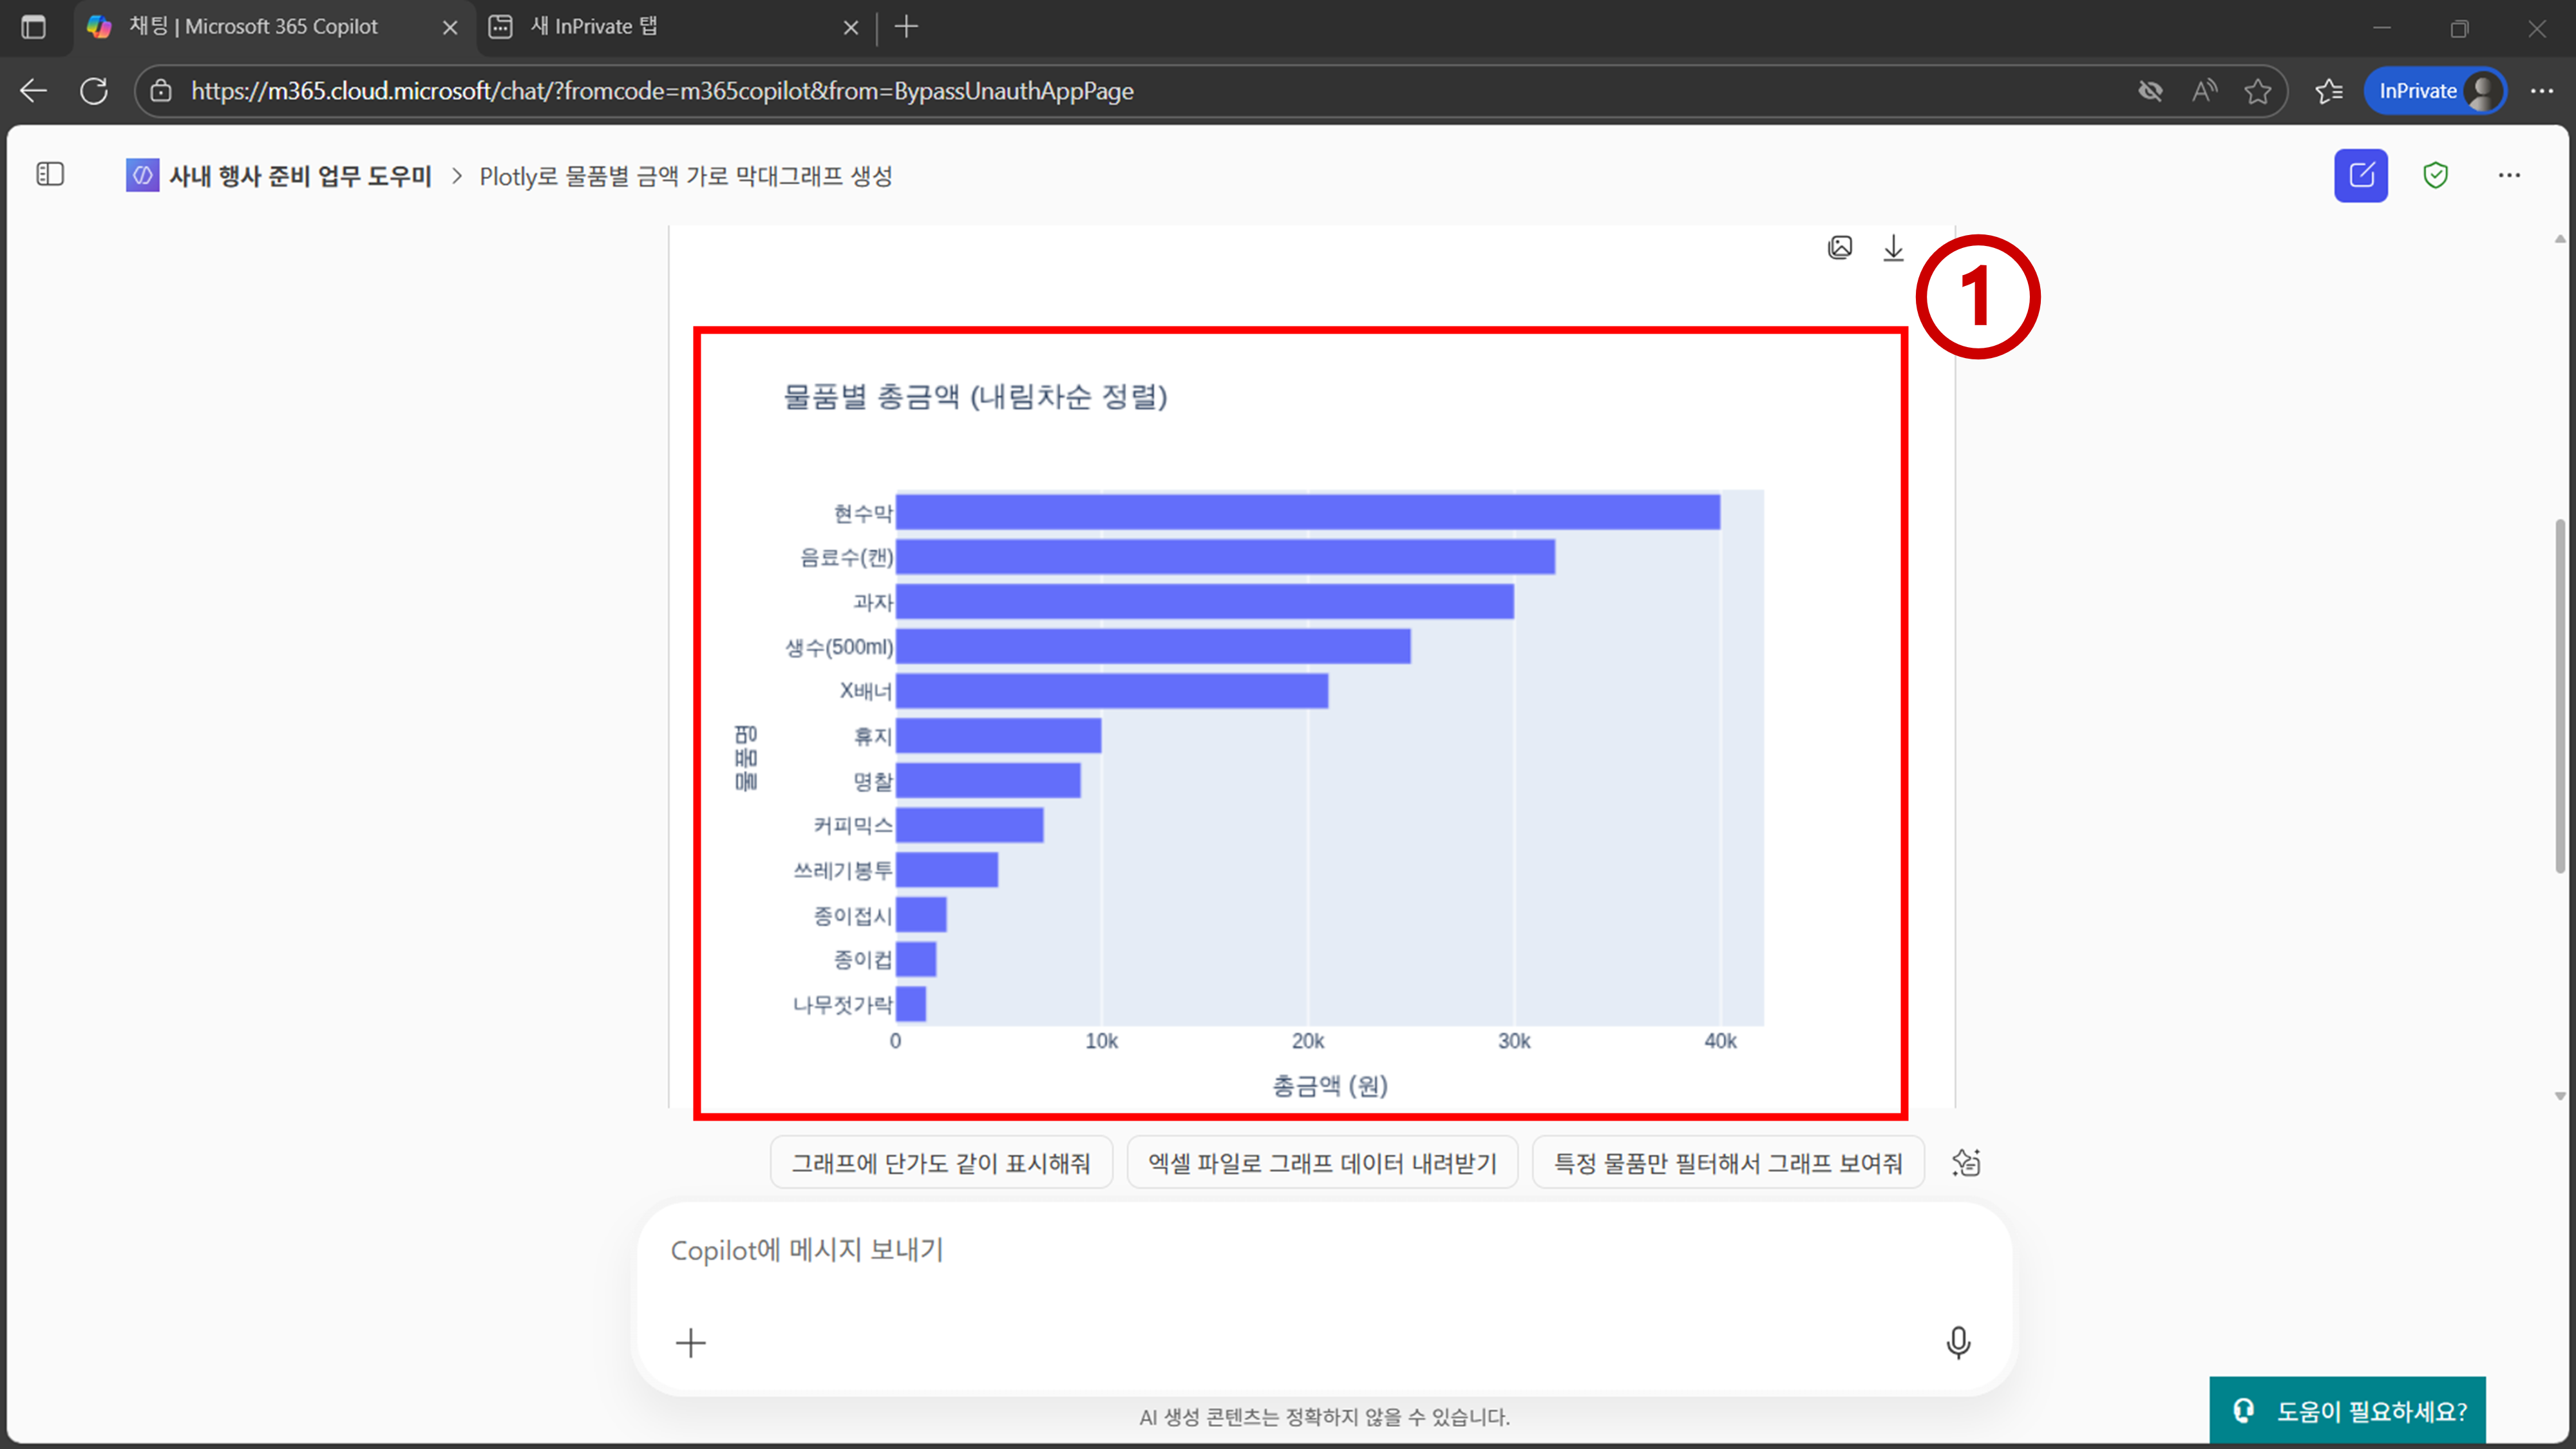 채팅 | Microsoft 365 Copilot
새 InPrivate 탭
https://m365.cloud.microsoft/chat/?fromcode=m365copilot&from=BypassUnauthAppPage
InPrivate
사내 행사 준비 업무 도우미 > Plotly로 물품별 금액 가로 막대그래프 생성
1
물품별 총금액 (내림차순 정렬)
물품명
현수막
음료수(캔)
과자
생수(500ml)
X배너
휴지
명찰
커피믹스
쓰레기봉투
종이접시
종이컵
나무젓가락
0 10k 20k 30k 40k
총금액 (원)
그래프에 단가도 같이 표시해줘
엑셀 파일로 그래프 데이터 내려받기
특정 물품만 필터해서 그래프 보여줘
Copilot에 메시지 보내기
AI 생성 콘텐츠는 정확하지 않을 수 있습니다.
도움이 필요하세요?